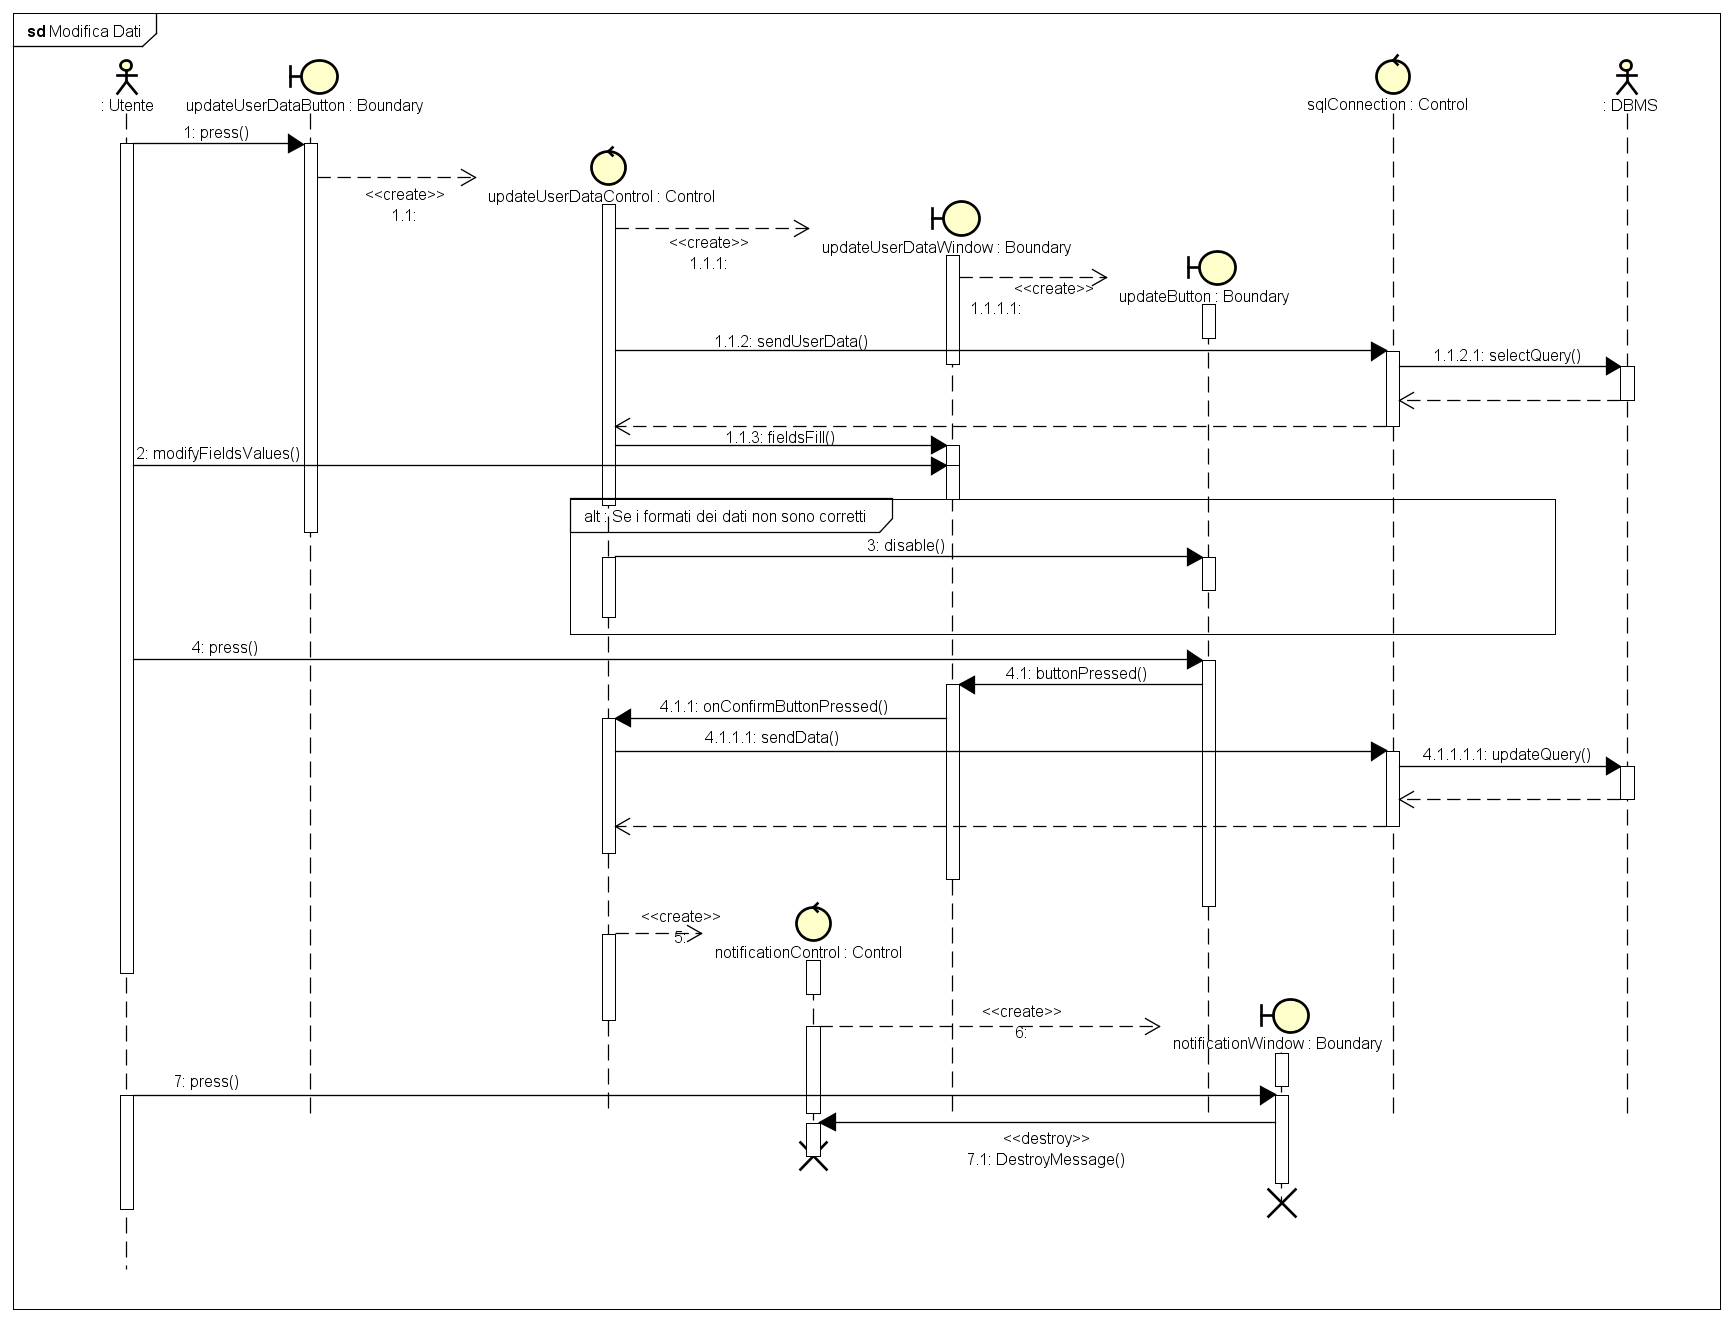 sd Modifica Dati
: Utente
updateUserDataButton : Boundary
sqlConnection : Control
: DBMS
1: press()
<<create>>
1.1:
updateUserDataControl : Control
<<create>>
1.1.1:
updateUserDataWindow : Boundary
<<create>>
1.1.1.1:
updateButton : Boundary
1.1.2: sendUserData()
1.1.2.1: selectQuery()
1.1.3: fieldsFill()
2: modifyFieldsValues()
alt : Se i formati dei dati non sono corretti
3: disable()
4: press()
4.1: buttonPressed()
4.1.1: onConfirmButtonPressed()
4.1.1.1: sendData()
4.1.1.1.1: updateQuery()
<<create>>
5:
notificationControl : Control
<<create>>
6:
notificationWindow : Boundary
7: press()
<<destroy>>
7.1: DestroyMessage()